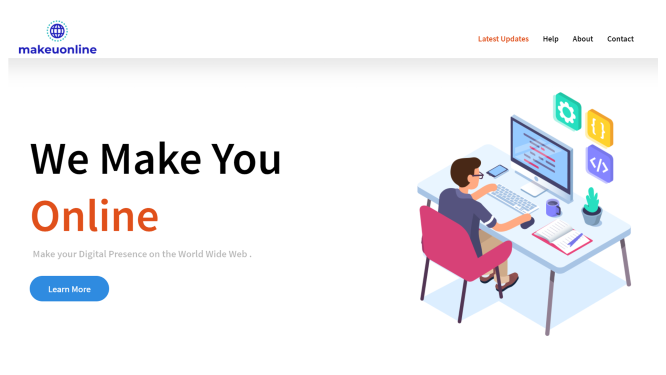 makeuonline
Latest Updates Help About Contact
We Make You
Online
Make your Digital Presence on the World Wide Web .
Learn More